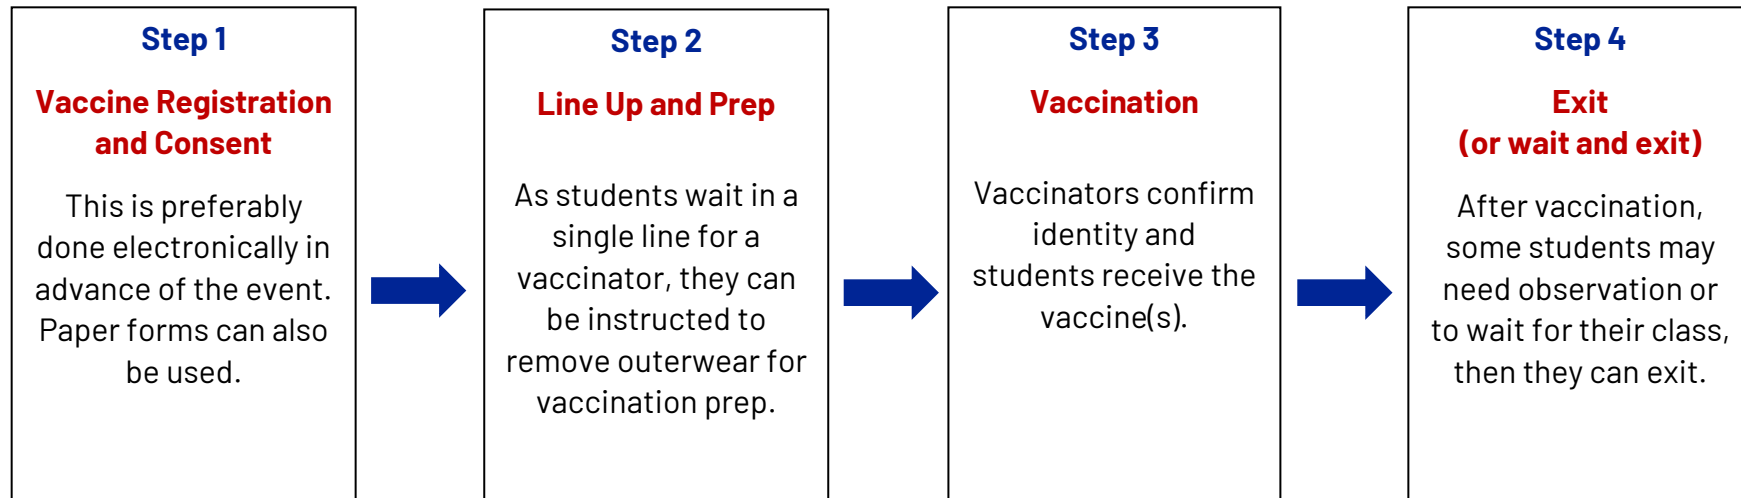 Step 1
Vaccine Registration
and Consent
This is preferably
done electronically in
advance of the event.
Paper forms can also
be used.
Step 2
Line Up and Prep
As students wait in a
single line for a
vaccinator, they can
be instructed to
remove outerwear for
vaccination prep.
Step 3
Vaccination
Vaccinators confirm
identity and
students receive the
vaccine(s).
Step 4
Exit
(or wait and exit)
After vaccination,
some students may
need observation or
to wait for their class,
then they can exit.